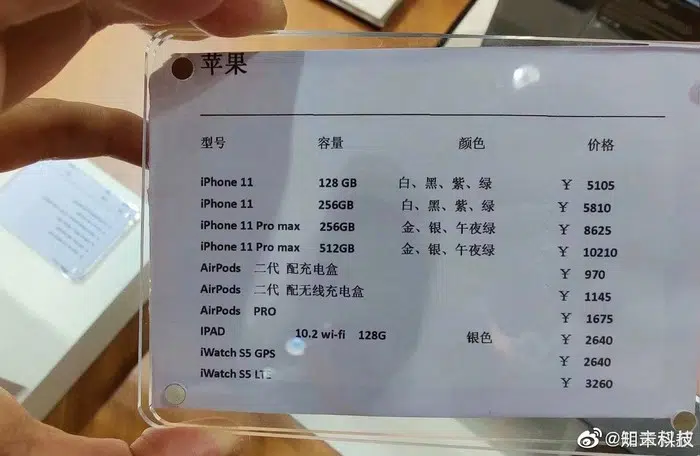 苹果
型号 容量 颜色 价格
iPhone 11 128 GB 白、黑、紫、绿 ￥ 5105
iPhone 11 256GB 白、黑、紫、绿 ￥ 5810
iPhone 11 Pro max 256GB 金、银、午夜绿 ￥ 8625
iPhone 11 Pro max 512GB 金、银、午夜绿 ￥ 10210
AirPods 二代 配充电盒 ￥ 970
AirPods 二代 配无线充电盒 ￥ 1145
AirPods PRO ￥ 1675
IPAD 10.2 wi-fi 128G 银色 ￥ 2640
iWatch S5 GPS ￥ 2640
iWatch S5 LTE ￥ 3260
@知未科技